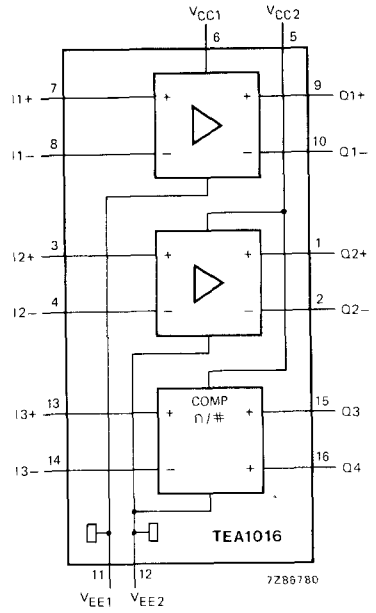 VCC1 VCC2
6 5
I1+ 7 + + 9 Q1+
I1− 8 − − 10 Q1−
I2+ 3 + + 1 Q2+
I2− 4 − − 2 Q2−
COMP
∩/#
I3+ 13 + + 15 Q3
I3− 14 − + 16 Q4
TEA1016
11 12 7Z86780
VEE1 VEE2